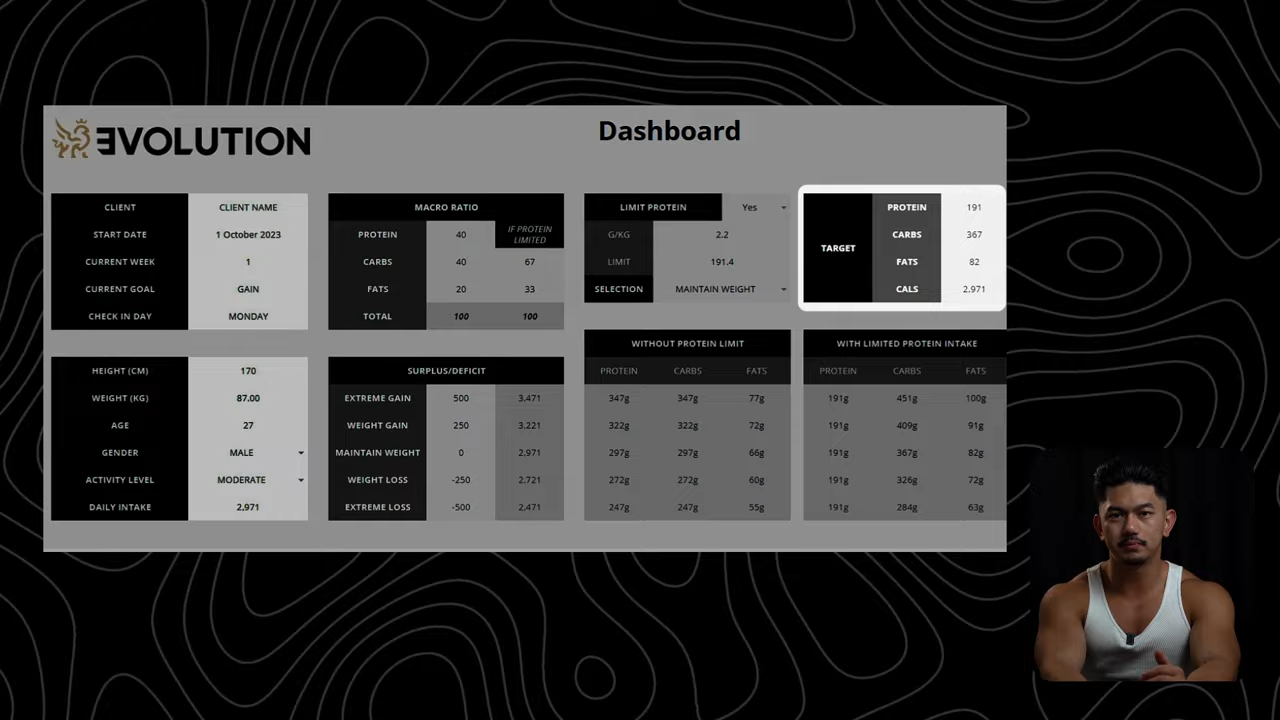 ƎVOLUTION
Dashboard
CLIENT CLIENT NAME
START DATE 1 October 2023
CURRENT WEEK 1
CURRENT GOAL GAIN
CHECK IN DAY MONDAY
HEIGHT (CM) 170
WEIGHT (KG) 87.00
AGE 27
GENDER MALE
ACTIVITY LEVEL MODERATE
DAILY INTAKE 2.971
MACRO RATIO
PROTEIN 40 IF PROTEIN
LIMITED
CARBS 40 67
FATS 20 33
TOTAL 100 100
SURPLUS/DEFICIT
EXTREME GAIN 500 3,471
WEIGHT GAIN 250 3,221
MAINTAIN WEIGHT 0 2,971
WEIGHT LOSS -250 2,721
EXTREME LOSS -500 2,471
LIMIT PROTEIN Yes
G/KG 2.2
LIMIT 191.4
SELECTION MAINTAIN WEIGHT
TARGET
PROTEIN 191
CARBS 367
FATS 82
CALS 2.971
WITHOUT PROTEIN LIMIT
PROTEIN CARBS FATS
347g 347g 77g
322g 322g 72g
297g 297g 66g
272g 272g 60g
247g 247g 55g
WITH LIMITED PROTEIN INTAKE
PROTEIN CARBS FATS
191g 451g 100g
191g 409g 91g
191g 367g 82g
191g 326g 72g
191g 284g 63g